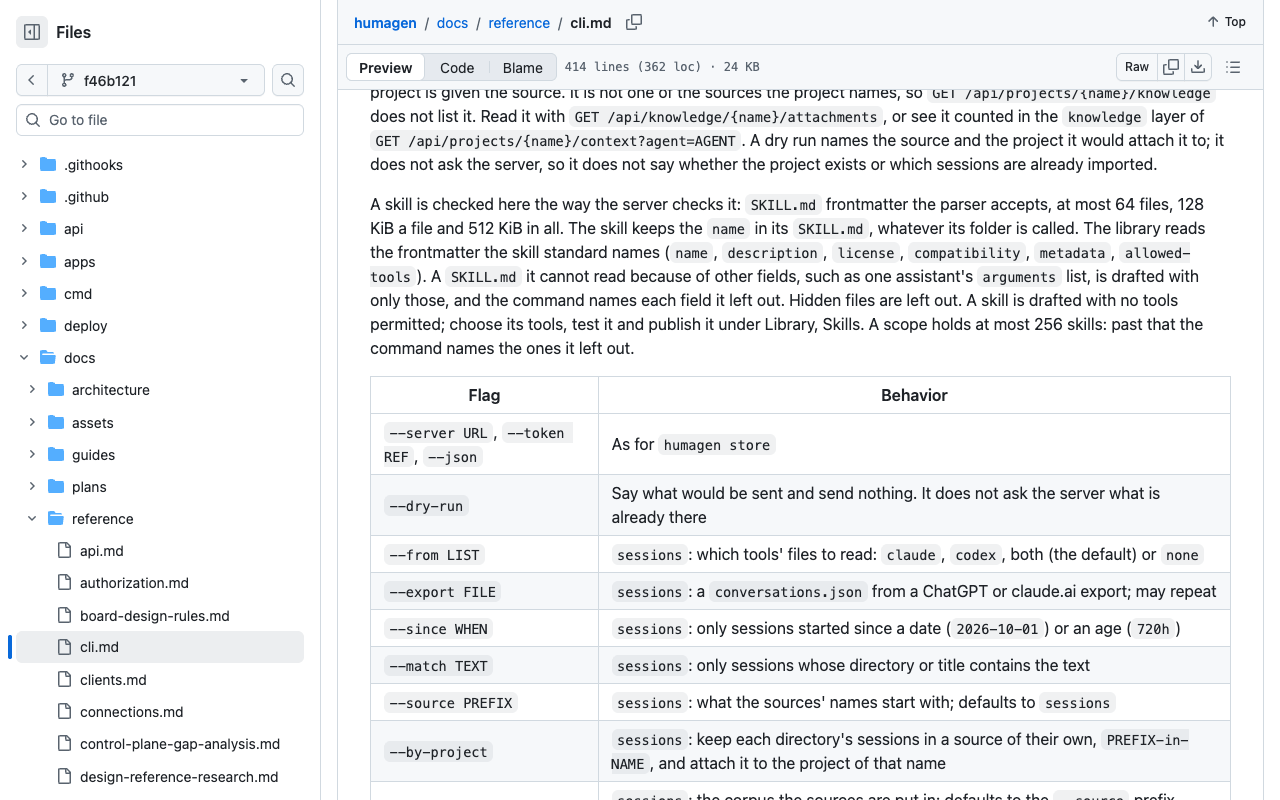 Files
f46b121
Go to file
.githooks
.github
api
apps
cmd
deploy
docs
architecture
assets
guides
plans
reference
api.md
authorization.md
board-design-rules.md
cli.md
clients.md
connections.md
control-plane-gap-analysis.md
design-reference-research.md
humagen / docs / reference / cli.md
Top
Preview Code Blame 414 lines (362 loc) · 24 KB
Raw
project is given the source. It is not one of the sources the project names, so GET /api/projects/{name}/knowledge
does not list it. Read it with GET /api/knowledge/{name}/attachments , or see it counted in the knowledge layer of
GET /api/projects/{name}/context?agent=AGENT . A dry run names the source and the project it would attach it to; it
does not ask the server, so it does not say whether the project exists or which sessions are already imported.
A skill is checked here the way the server checks it: SKILL.md frontmatter the parser accepts, at most 64 files, 128
KiB a file and 512 KiB in all. The skill keeps the name in its SKILL.md , whatever its folder is called. The library reads
the frontmatter the skill standard names ( name , description , license , compatibility , metadata , allowed-
tools ). A SKILL.md it cannot read because of other fields, such as one assistant's arguments list, is drafted with
only those, and the command names each field it left out. Hidden files are left out. A skill is drafted with no tools
permitted; choose its tools, test it and publish it under Library, Skills. A scope holds at most 256 skills: past that the
command names the ones it left out.
Flag Behavior
--server URL , --token
REF , --json
As for humagen store
--dry-run
Say what would be sent and send nothing. It does not ask the server what is
already there
--from LIST sessions : which tools' files to read: claude , codex , both (the default) or none
--export FILE sessions : a conversations.json from a ChatGPT or claude.ai export; may repeat
--since WHEN sessions : only sessions started since a date ( 2026-10-01 ) or an age ( 720h )
--match TEXT sessions : only sessions whose directory or title contains the text
--source PREFIX sessions : what the sources' names start with; defaults to sessions
--by-project
sessions : keep each directory's sessions in a source of their own, PREFIX-in-
NAME , and attach it to the project of that name
sessions : the corpus the sources are put in; defaults to the --source prefix